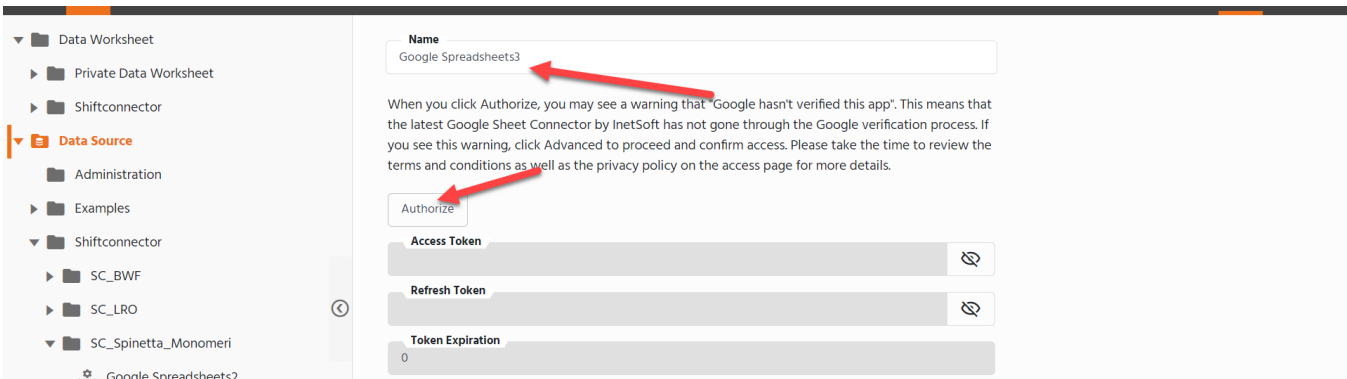 Data Worksheet
Private Data Worksheet
Shiftconnector
Data Source
Administration
Examples
Shiftconnector
SC_BWF
SC_LRO
SC_Spinetta_Monomeri
Google Spreadsheets2
Name
Google Spreadsheets3
When you click Authorize, you may see a warning that "Google hasn't verified this app". This means that
the latest Google Sheet Connector by InetSoft has not gone through the Google verification process. If
you see this warning, click Advanced to proceed and confirm access. Please take the time to review the
terms and conditions as well as the privacy policy on the access page for more details.
Authorize
Access Token
Refresh Token
Token Expiration
0